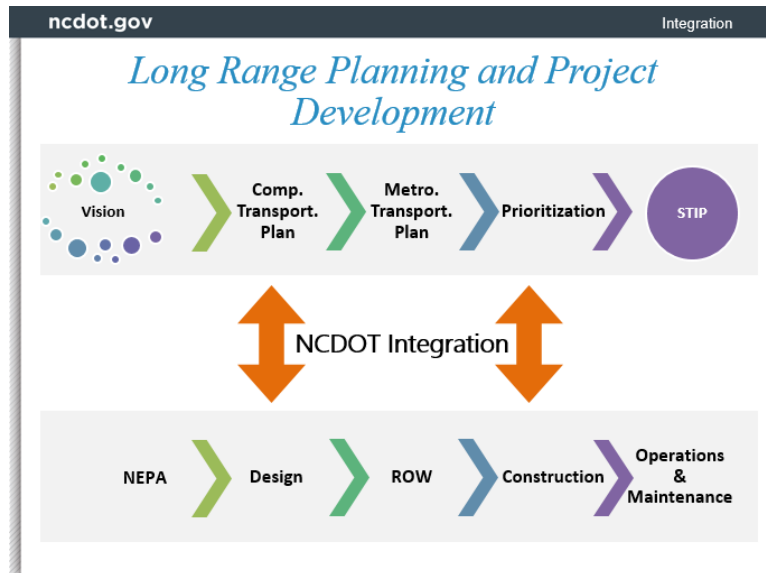 ncdot.gov
Integration
Long Range Planning and Project
Development
Vision
Comp.
Transport.
Plan
Metro.
Transport.
Plan
Prioritization
STIP
NCDOT Integration
NEPA
Design
ROW
Construction
Operations
&
Maintenance